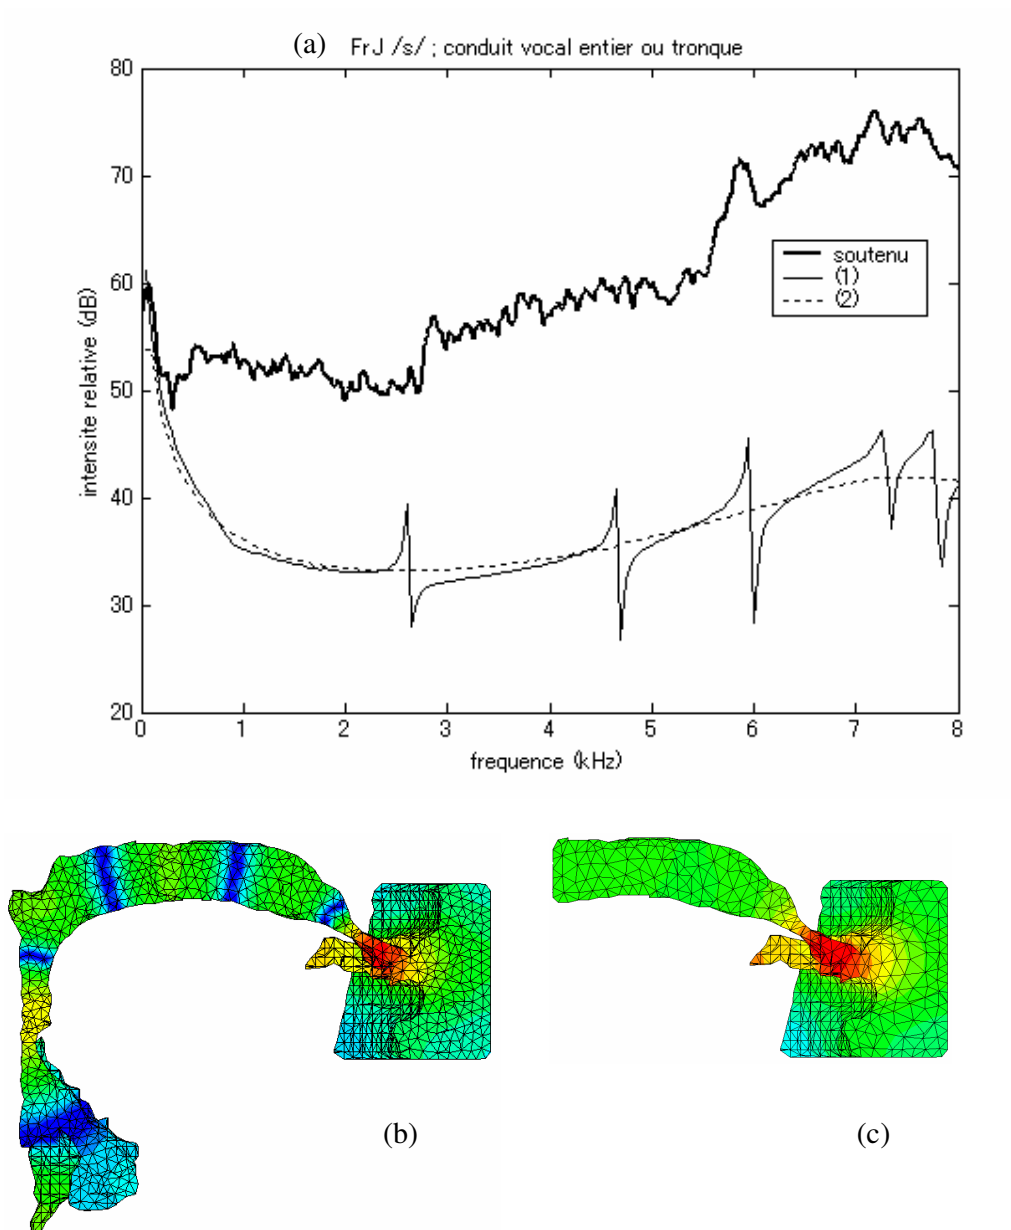 (a) FrJ /s/ ; conduit vocal entier ou tronque
80
70
60
50
40
30
20
intensite relative (dB)
soutenu
(1)
(2)
0 1 2 3 4 5 6 7 8
frequence (kHz)
(b)
(c)